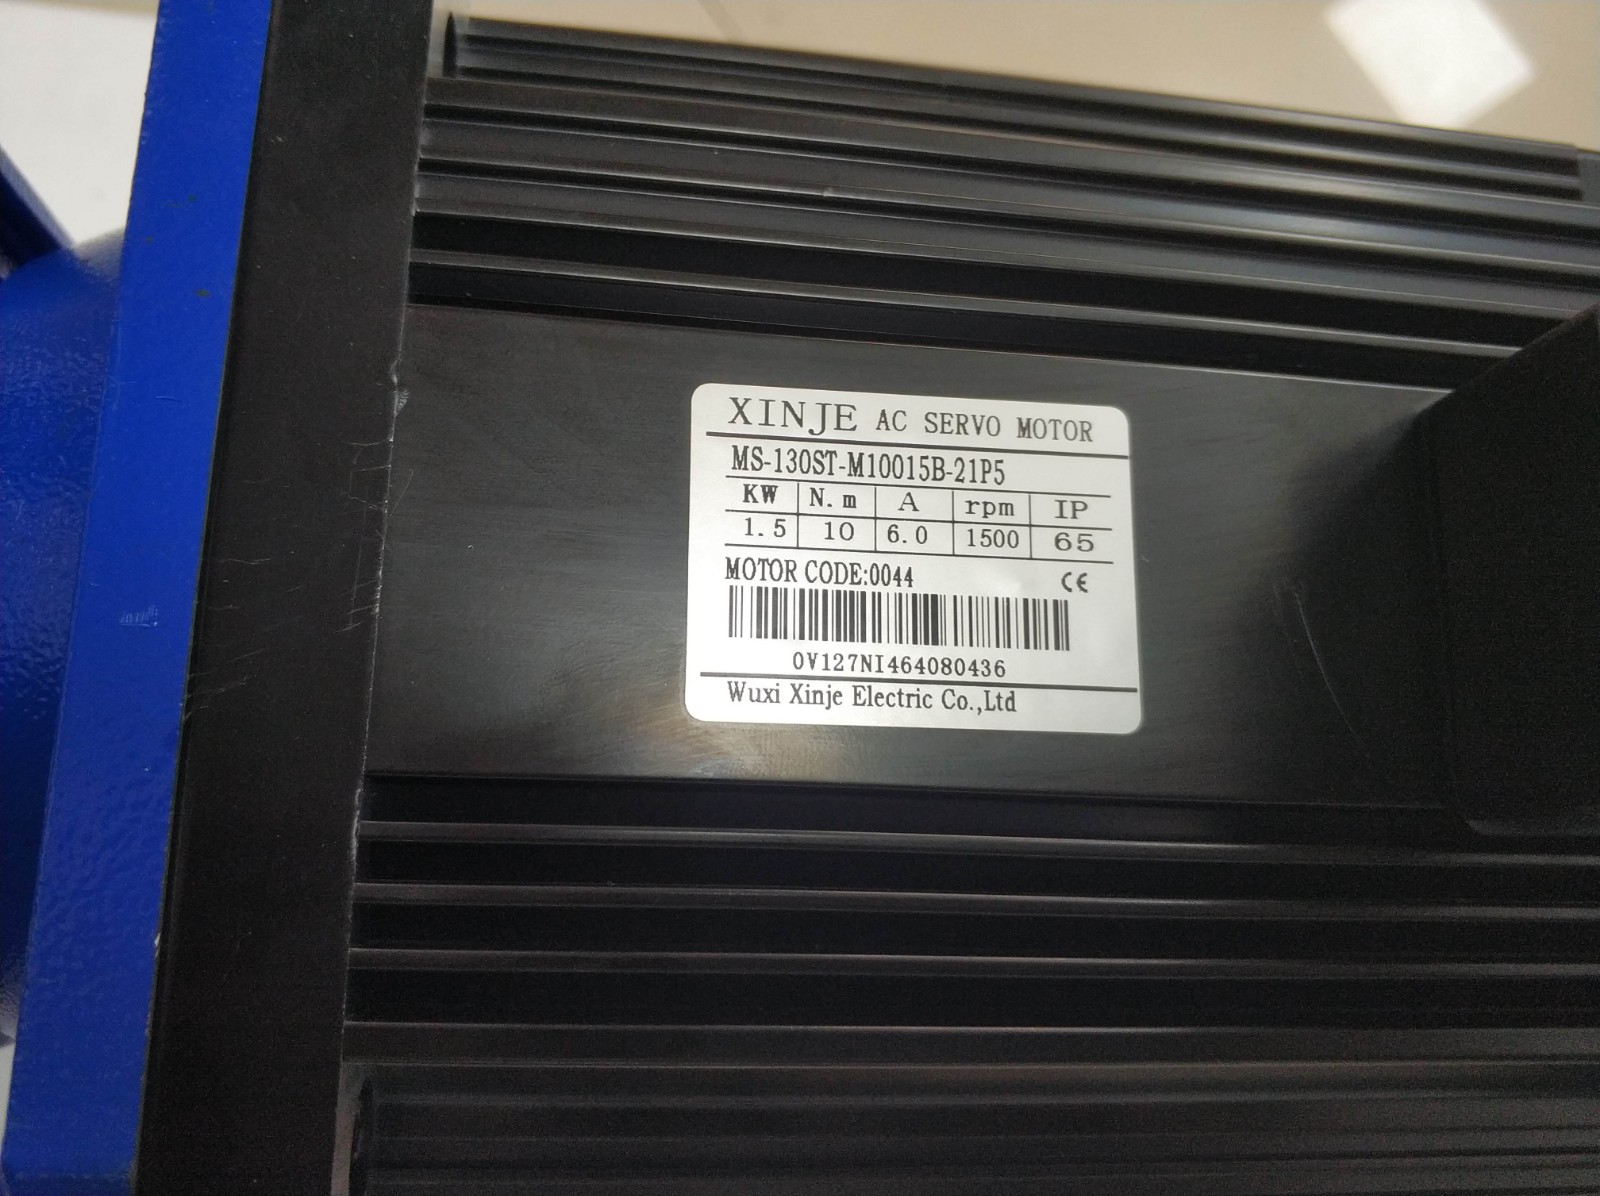 XINJE AC SERVO MOTOR
MS-130ST-M10015B-21P5
KW N.m A rpm IP
1.5 10 6.0 1500 65
MOTOR CODE:0044 CE
0V127NI464080436
Wuxi Xinje Electric Co.,Ltd